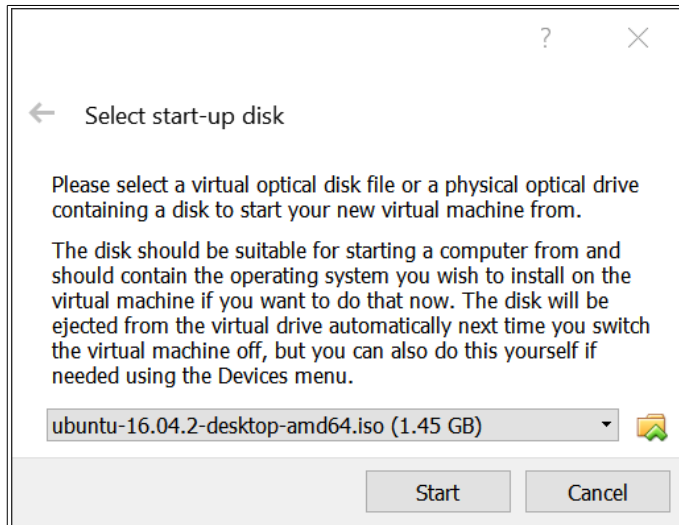 ?
Select start-up disk
Please select a virtual optical disk file or a physical optical drive
containing a disk to start your new virtual machine from.
The disk should be suitable for starting a computer from and
should contain the operating system you wish to install on the
virtual machine if you want to do that now. The disk will be
ejected from the virtual drive automatically next time you switch
the virtual machine off, but you can also do this yourself if
needed using the Devices menu.
ubuntu-16.04.2-desktop-amd64.iso (1.45 GB)
Start Cancel